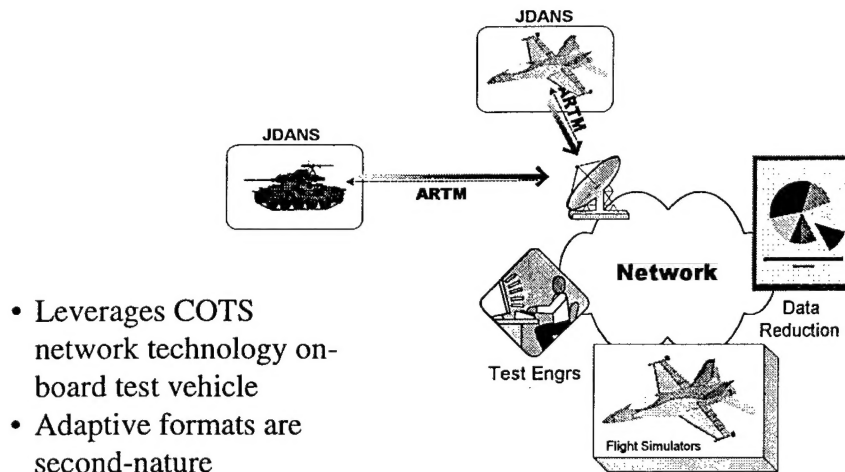 JDANS
ARTM
JDANS
ARTM
Network
Data
Reduction
Test Engrs
Flight Simulators
• Leverages COTS
network technology on-
board test vehicle
• Adaptive formats are
second-nature